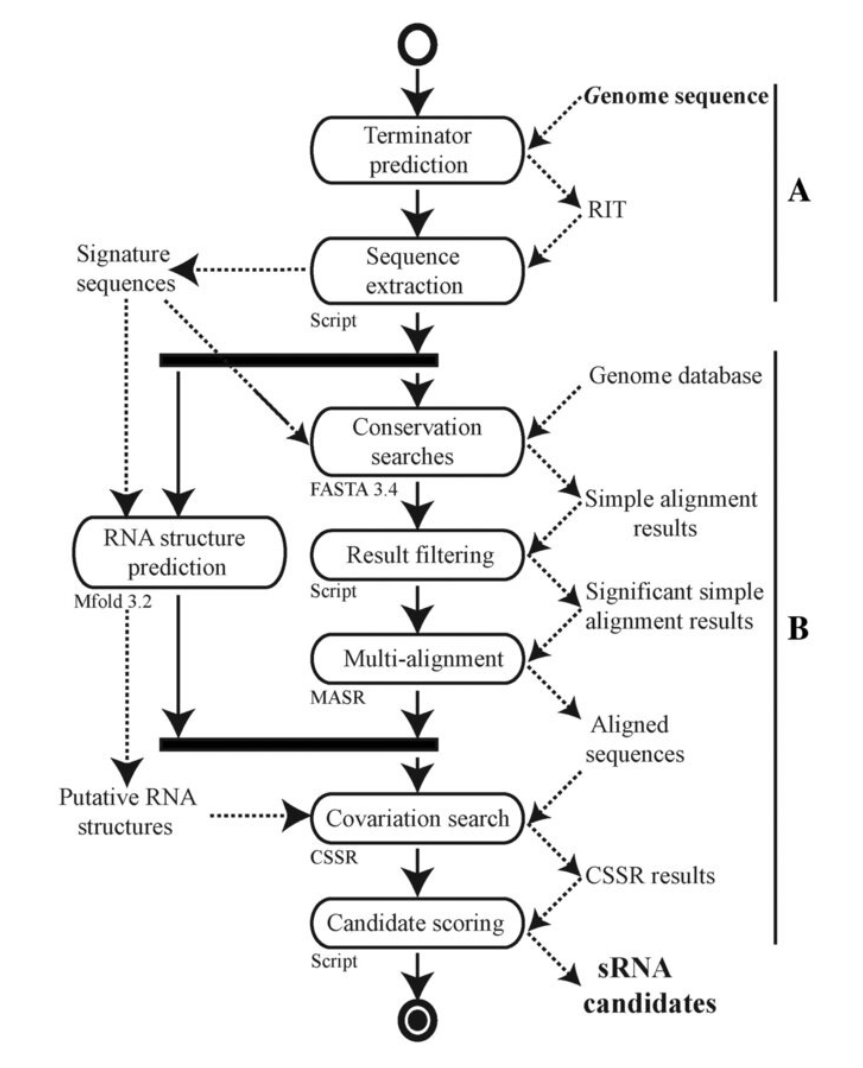 Genome sequence
Terminator
prediction
A
RIT
Signature
sequences
Sequence
extraction
Script
Genome database
Conservation
searches
FASTA 3.4
Simple alignment
results
RNA structure
prediction
Mfold 3.2
Result filtering
Script
Significant simple
alignment results
B
Multi-alignment
MASR
Aligned
sequences
Putative RNA
structures
Covariation search
CSSR
CSSR results
Candidate scoring
Script
sRNA
candidates